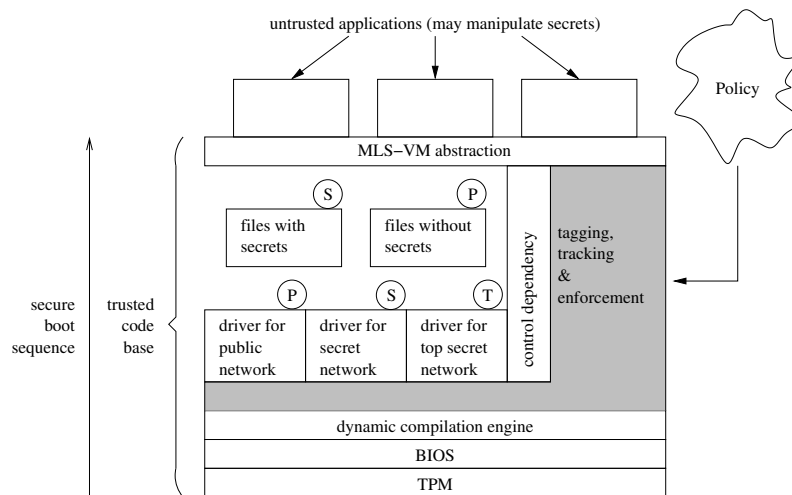 untrusted applications (may manipulate secrets)
Policy
MLS-VM abstraction
S
P
files with
secrets
files without
secrets
control dependency
tagging,
tracking
&
enforcement
P
S
T
driver for
public
network
driver for
secret
network
driver for
top secret
network
secure
boot
sequence
trusted
code
base
dynamic compilation engine
BIOS
TPM